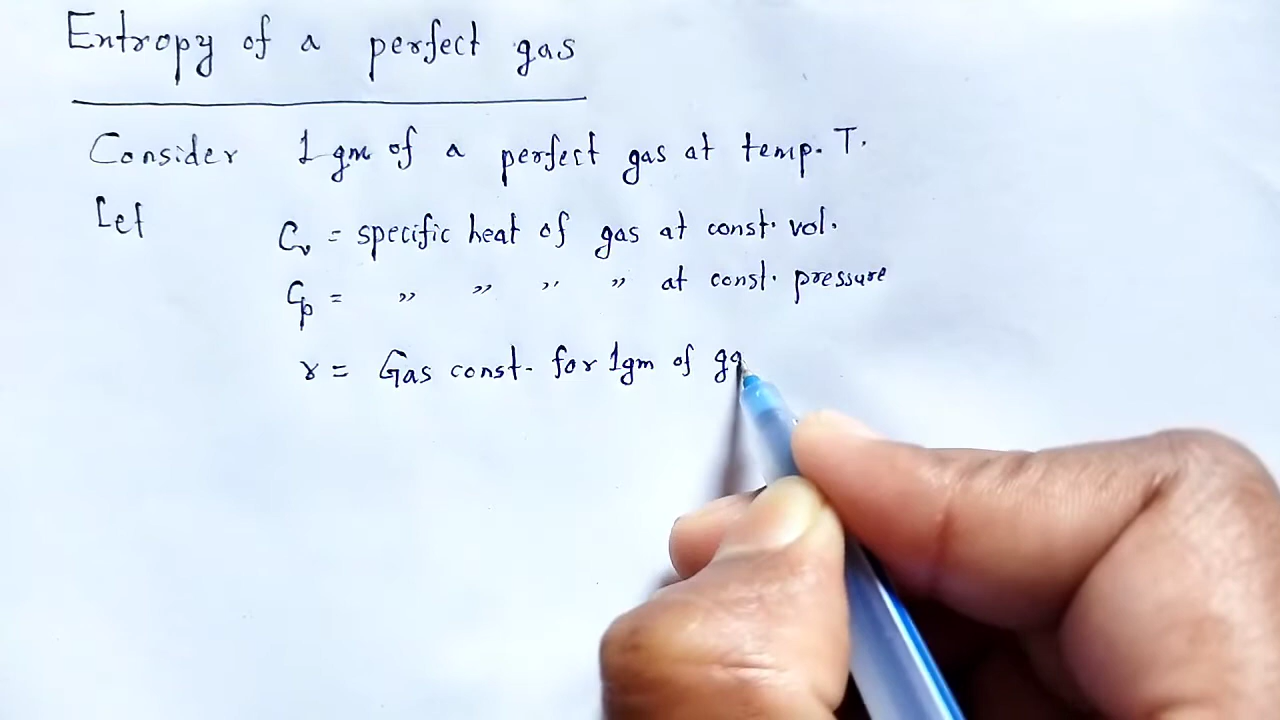 Entropy of a perfect gas
Consider 1 gm of a perfect gas at temp. T.
Let
Cv = specific heat of gas at const. vol.
Cp = " " " " at const. pressure
r = Gas const. for 1gm of ga